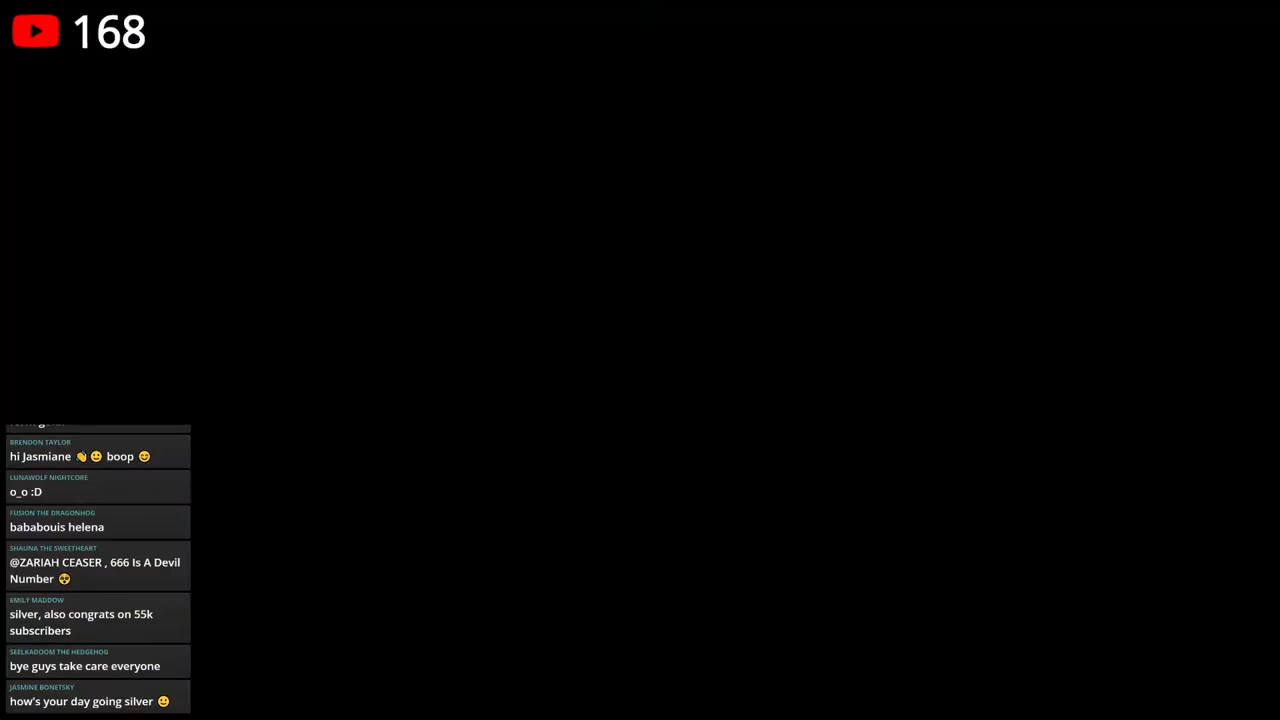 168
BRENDON TAYLOR
hi Jasmiane 👋😀 boop 😊
LUNAWOLF NIGHTCORE
o_o :D
FUSION THE DRAGONHOG
bababouis helena
SHAUNA THE SWEETHEART
@ZARIAH CEASER , 666 Is A Devil
Number 😲
EMILY MADDOW
silver, also congrats on 55k
subscribers
SEELKADOOM THE HEDGEHOG
bye guys take care everyone
JASMINE BONETSKY
how's your day going silver 😃